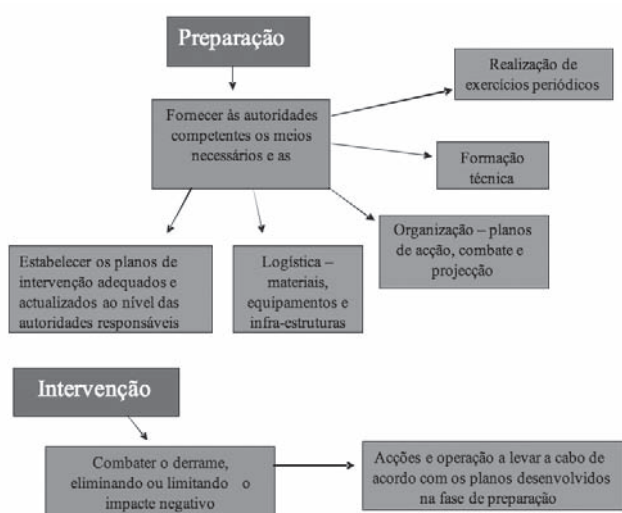 Preparação
Realização de
exercícios periódicos
Fornecer às autoridades
competentes os meios
necessários e as
Formação
técnica
Organização – planos
de acção, combate e
projecção
Estabelecer os planos de
intervenção adequados e
actualizados ao nível das
autoridades responsáveis
Logística –
materiais,
equipamentos e
infra-estruturas
Intervenção
Combater o derrame,
eliminando ou limitando o
impacte negativo
Acções e operação a levar a cabo de
acordo com os planos desenvolvidos
na fase de preparação